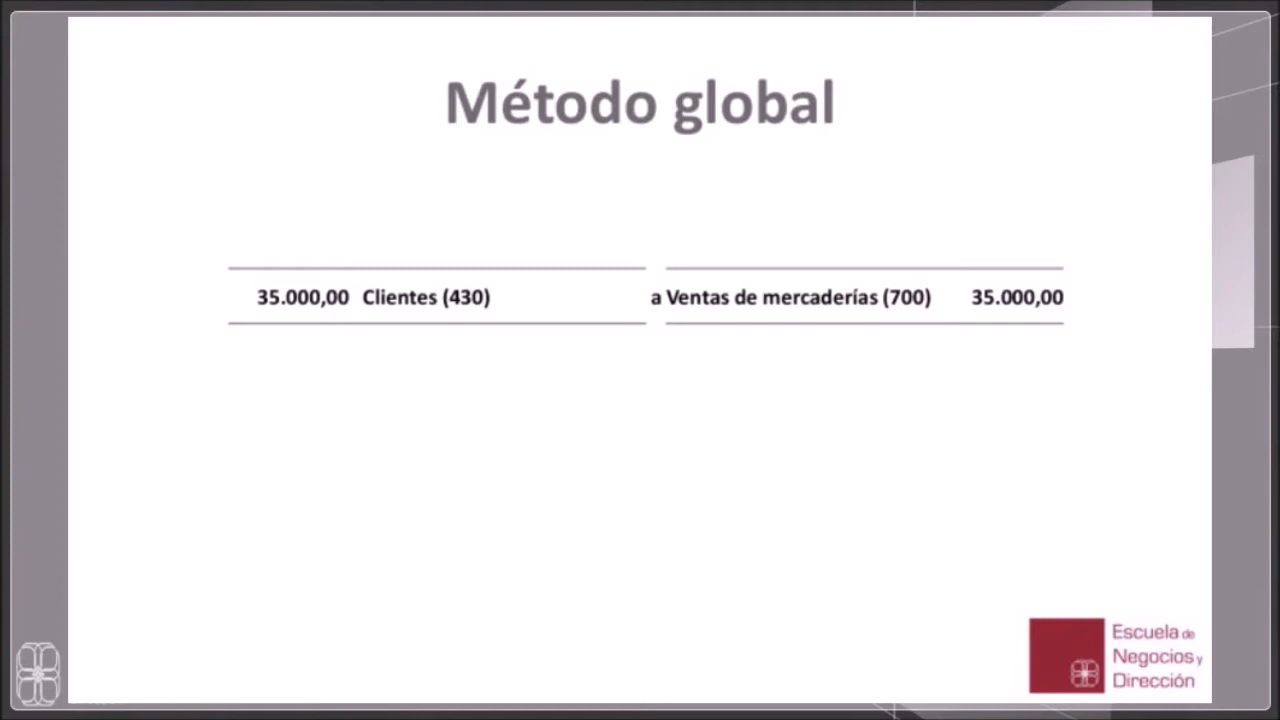 Método global
35.000,00 Clientes (430) a Ventas de mercaderías (700) 35.000,00
Escuela de
Negocios y
Dirección